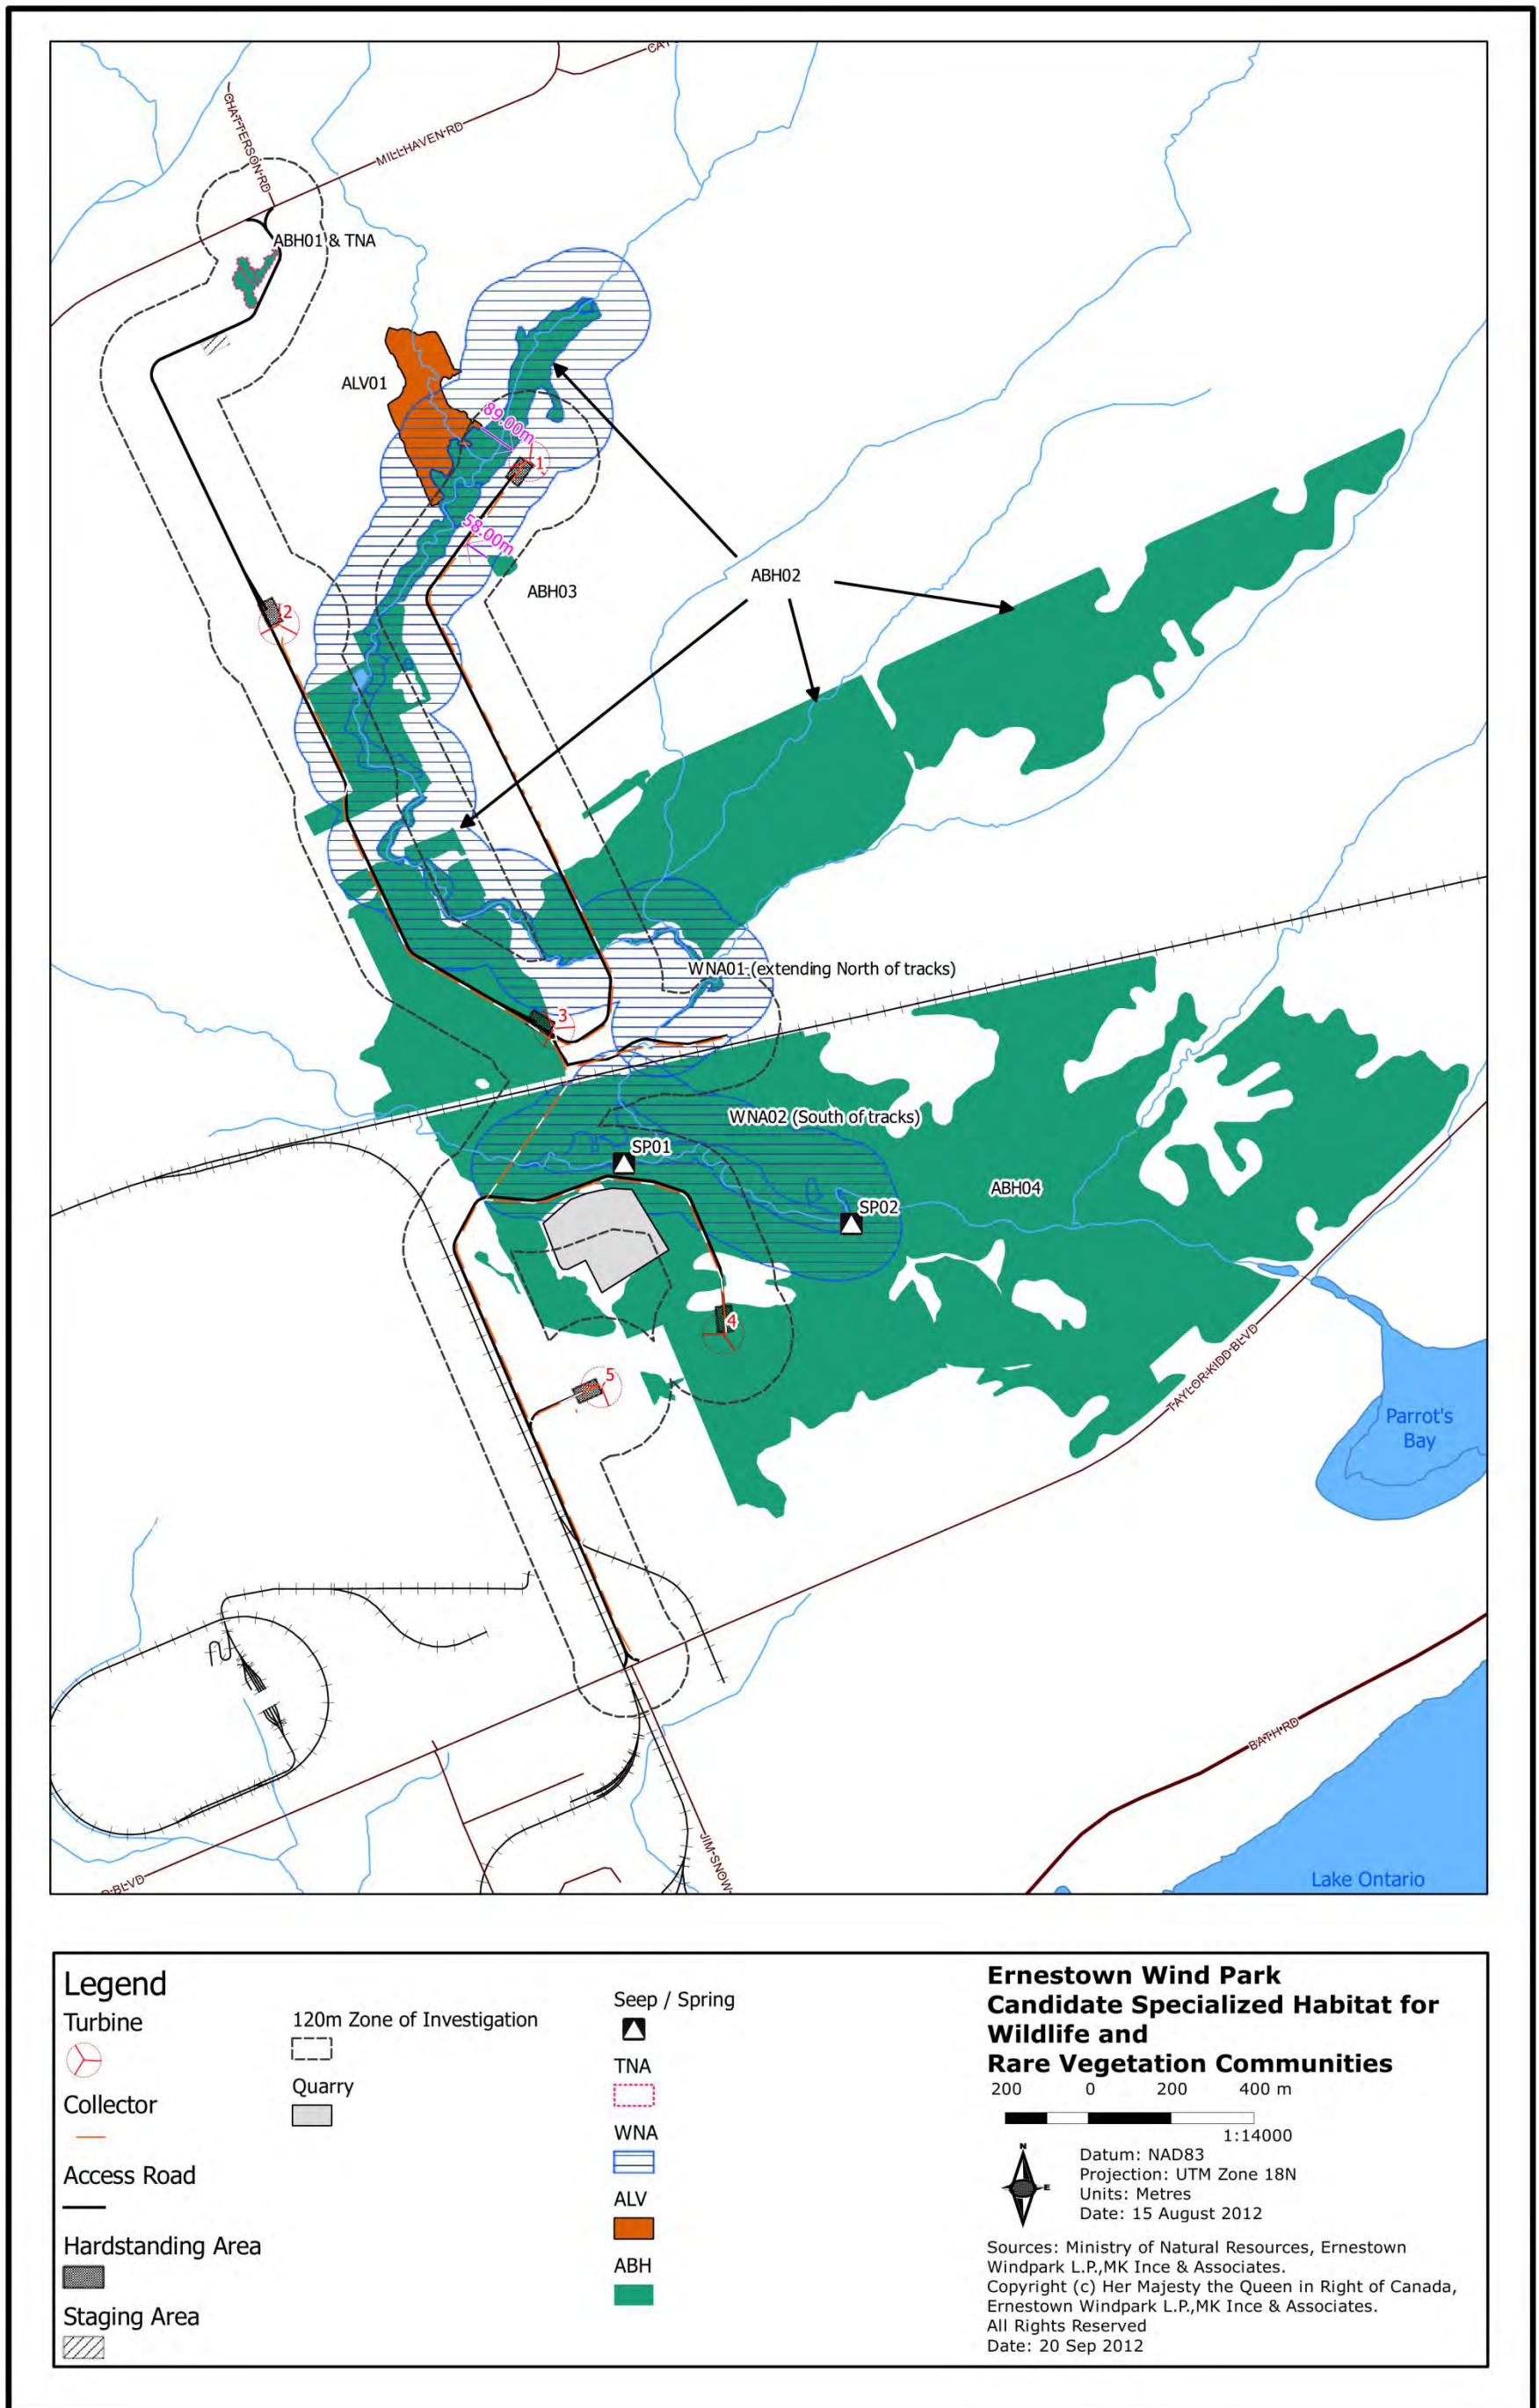 CAT
CHATTERSON RD
MILLHAVEN RD
ABH01 & TNA
ALV01
89.00m
1
58.00m
ABH02
ABH03
2
WNA01 (extending North of tracks)
3
WNA02 (South of tracks)
SP01
ABH04
SP02
4
5
TAYLOR KIDD BLVD
Parrot's
Bay
BATH RD
JIM SNOW
Lake Ontario
D BLVD
Legend
Turbine
Collector
Access Road
Hardstanding Area
Staging Area
120m Zone of Investigation
Quarry
Seep / Spring
TNA
WNA
ALV
ABH
Ernestown Wind Park
Candidate Specialized Habitat for
Wildlife and
Rare Vegetation Communities
200 0 200 400 m
1:14000
N
E
Datum: NAD83
Projection: UTM Zone 18N
Units: Metres
Date: 15 August 2012
Sources: Ministry of Natural Resources, Ernestown
Windpark L.P.,MK Ince & Associates.
Copyright (c) Her Majesty the Queen in Right of Canada,
Ernestown Windpark L.P.,MK Ince & Associates.
All Rights Reserved
Date: 20 Sep 2012